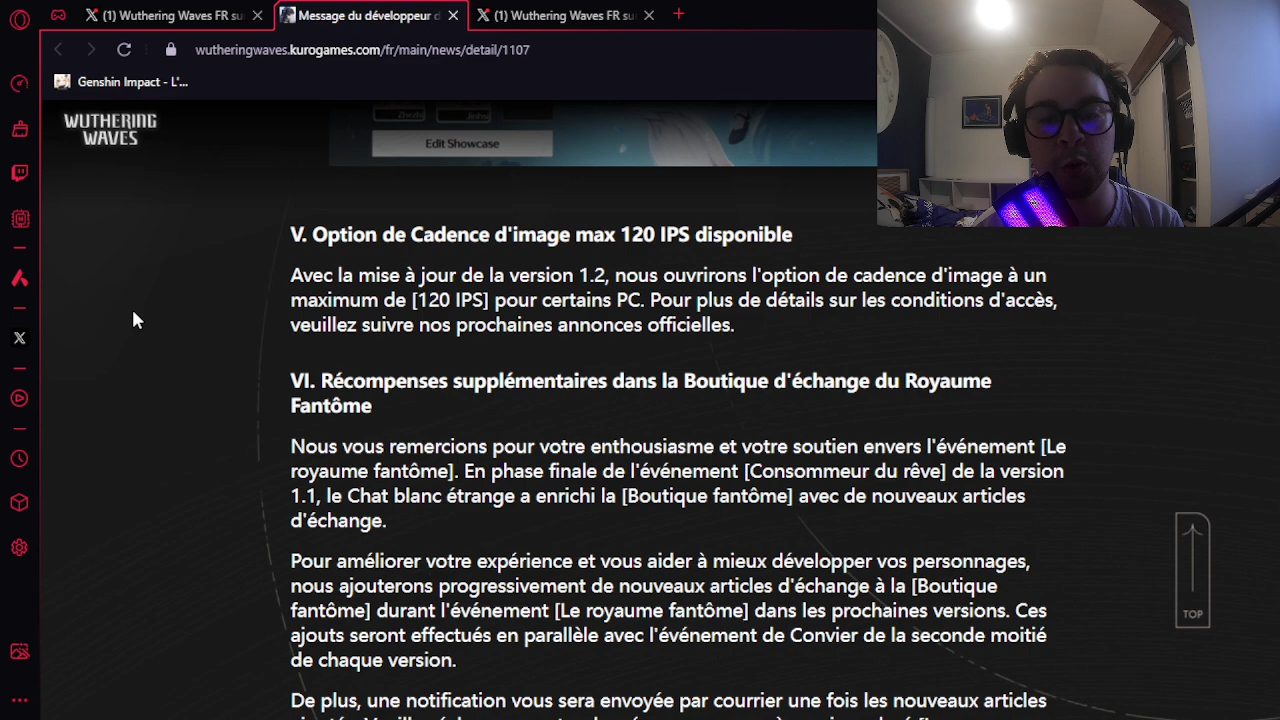 (1) Wuthering Waves FR su
Message du développeur d
(1) Wuthering Waves FR su
wutheringwaves.kurogames.com/fr/main/news/detail/1107
Genshin Impact - L'...
WUTHERING
WAVES
Zhezhi
Jinhsi
Edit Showcase
V. Option de Cadence d'image max 120 IPS disponible
Avec la mise à jour de la version 1.2, nous ouvrirons l'option de cadence d'image à un
maximum de [120 IPS] pour certains PC. Pour plus de détails sur les conditions d'accès,
veuillez suivre nos prochaines annonces officielles.
VI. Récompenses supplémentaires dans la Boutique d'échange du Royaume
Fantôme
Nous vous remercions pour votre enthousiasme et votre soutien envers l'événement [Le
royaume fantôme]. En phase finale de l'événement [Consommeur du rêve] de la version
1.1, le Chat blanc étrange a enrichi la [Boutique fantôme] avec de nouveaux articles
d'échange.
Pour améliorer votre expérience et vous aider à mieux développer vos personnages,
nous ajouterons progressivement de nouveaux articles d'échange à la [Boutique
fantôme] durant l'événement [Le royaume fantôme] dans les prochaines versions. Ces
ajouts seront effectués en parallèle avec l'événement de Convier de la seconde moitié
de chaque version.
TOP
De plus, une notification vous sera envoyée par courrier une fois les nouveaux articles